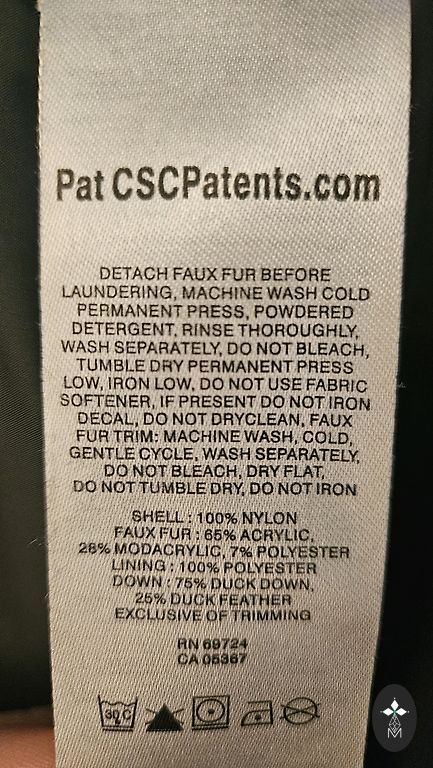 Pat CSCPatents.com
DETACH FAUX FUR BEFORE
LAUNDERING, MACHINE WASH COLD
PERMANENT PRESS, POWDERED
DETERGENT, RINSE THOROUGHLY,
WASH SEPARATELY, DO NOT BLEACH,
TUMBLE DRY PERMANENT PRESS
LOW, IRON LOW, DO NOT USE FABRIC
SOFTENER, IF PRESENT DO NOT IRON
DECAL, DO NOT DRYCLEAN, FAUX
FUR TRIM: MACHINE WASH, COLD,
GENTLE CYCLE, WASH SEPARATELY,
DO NOT BLEACH, DRY FLAT,
DO NOT TUMBLE DRY, DO NOT IRON
SHELL : 100% NYLON
FAUX FUR : 65% ACRYLIC,
28% MODACRYLIC, 7% POLYESTER
LINING : 100% POLYESTER
DOWN : 75% DUCK DOWN,
25% DUCK FEATHER
EXCLUSIVE OF TRIMMING
RN 69724
CA 05367
30 C
M